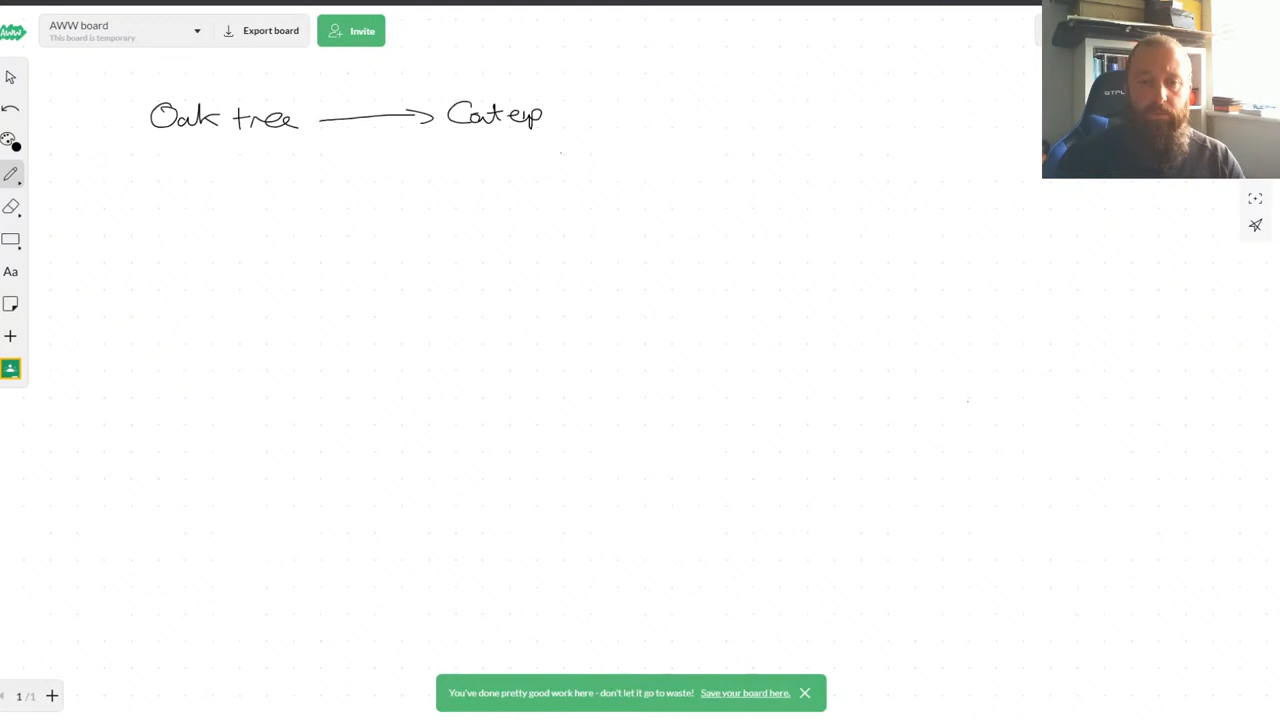 AWW
AWW board
This board is temporary
Export board
Invite
Oak tree → Caterp
Aa
1 / 1
You've done pretty good work here - don't let it go to waste! Save your board here.